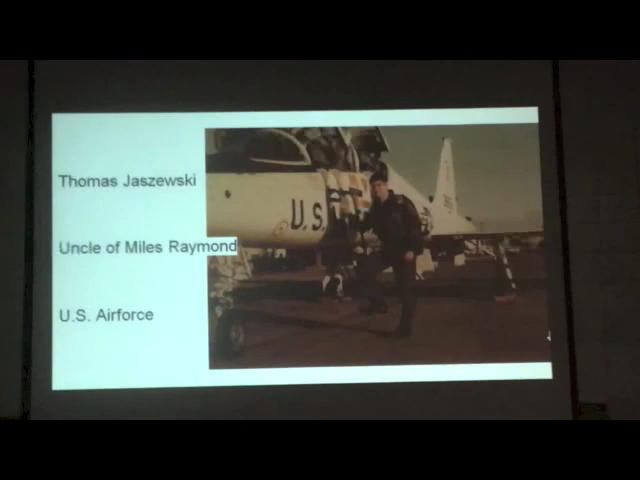 Thomas Jaszewski
Uncle of Miles Raymond
U.S. Airforce
U.S.